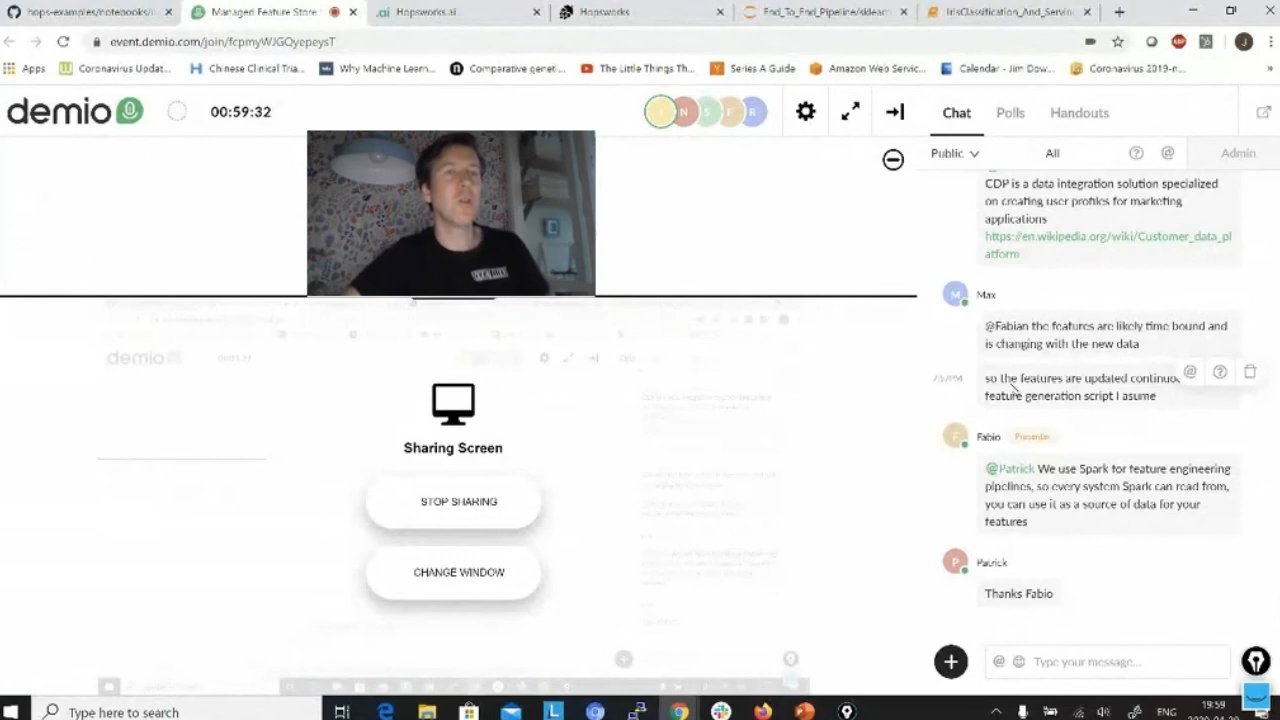 hops-examples/notebooks/
Managed Feature Store
Hopsworks.ai
Hopsworks
End_To_End_Pipeline/sklear
IrisClassification_And_Servin
event.demio.com/join/fcpmyWJGQyepeysT
Apps
Coronavirus Updat...
Chinese Clinical Tria...
Why Machine Learn...
Comparative geneti...
The Little Things Th...
Series A Guide
Amazon Web Servic...
Calendar - Jim Dow...
Coronavirus 2019-n...
demio
00:59:32
N S F R
Chat
Polls
Handouts
Public
All
Admin
CDP is a data integration solution specialized
on creating user profiles for marketing
applications
https://en.wikipedia.org/wiki/Customer_data_pl
atform
M
Max
@Fabian the features are likely time bound and
is changing with the new data
7:57PM
so the features are updated
feature generation script I asume
F
Fabio
Presenter
@Patrick We use Spark for feature engineering
pipelines, so every system Spark can read from,
you can use it as a source of data for your
features
P
Patrick
Thanks Fabio
demio
Sharing Screen
STOP SHARING
CHANGE WINDOW
Type your message...
Type here to search
ENG
19:59